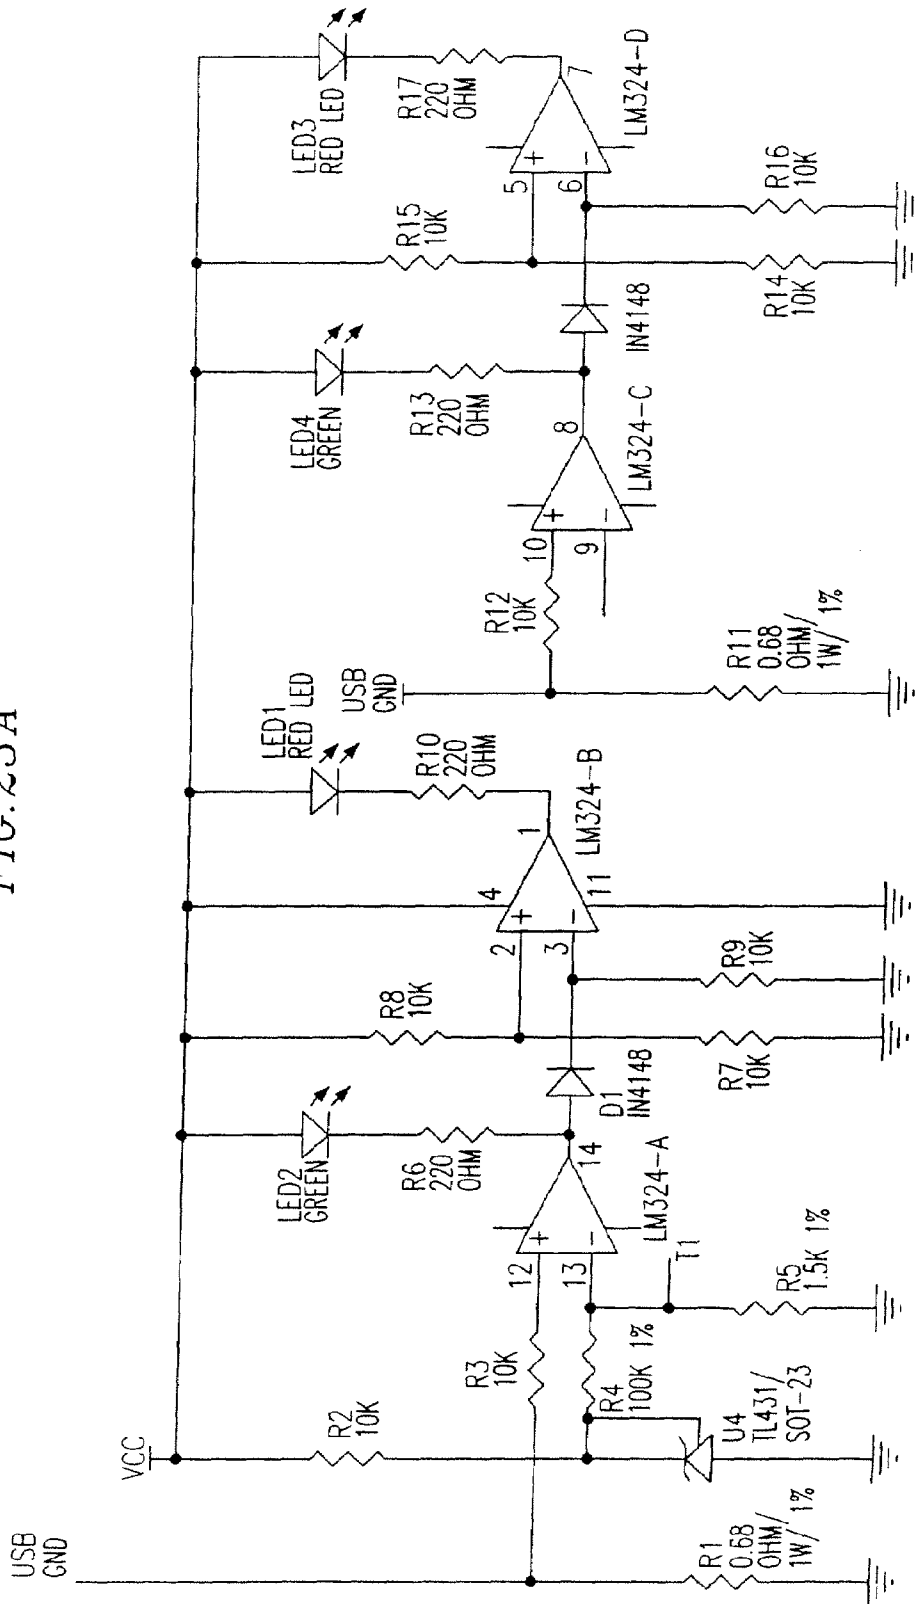 FIG. 23A
USB
GND
VCC
R1
0.68
OHM/
1W/ 1%
R2
10K
U4
TL431/
SOT-23
R3
10K
R4
100K 1%
R5
1.5K 1%
T1
12
+
13
-
14
LM324-A
LED2
GREEN
R6
220
OHM
D1
IN4148
R8
10K
R7
10K
R9
10K
2
+
3
-
4
11
1
LM324-B
LED1
RED LED
R10
220
OHM
USB
GND
R11
0.68
OHM/
1W/ 1%
R12
10K
10
+
9
-
8
LM324-C
LED4
GREEN
R13
220
OHM
IN4148
R15
10K
R14
10K
R16
10K
5
+
6
-
7
LM324-D
LED3
RED LED
R17
220
OHM